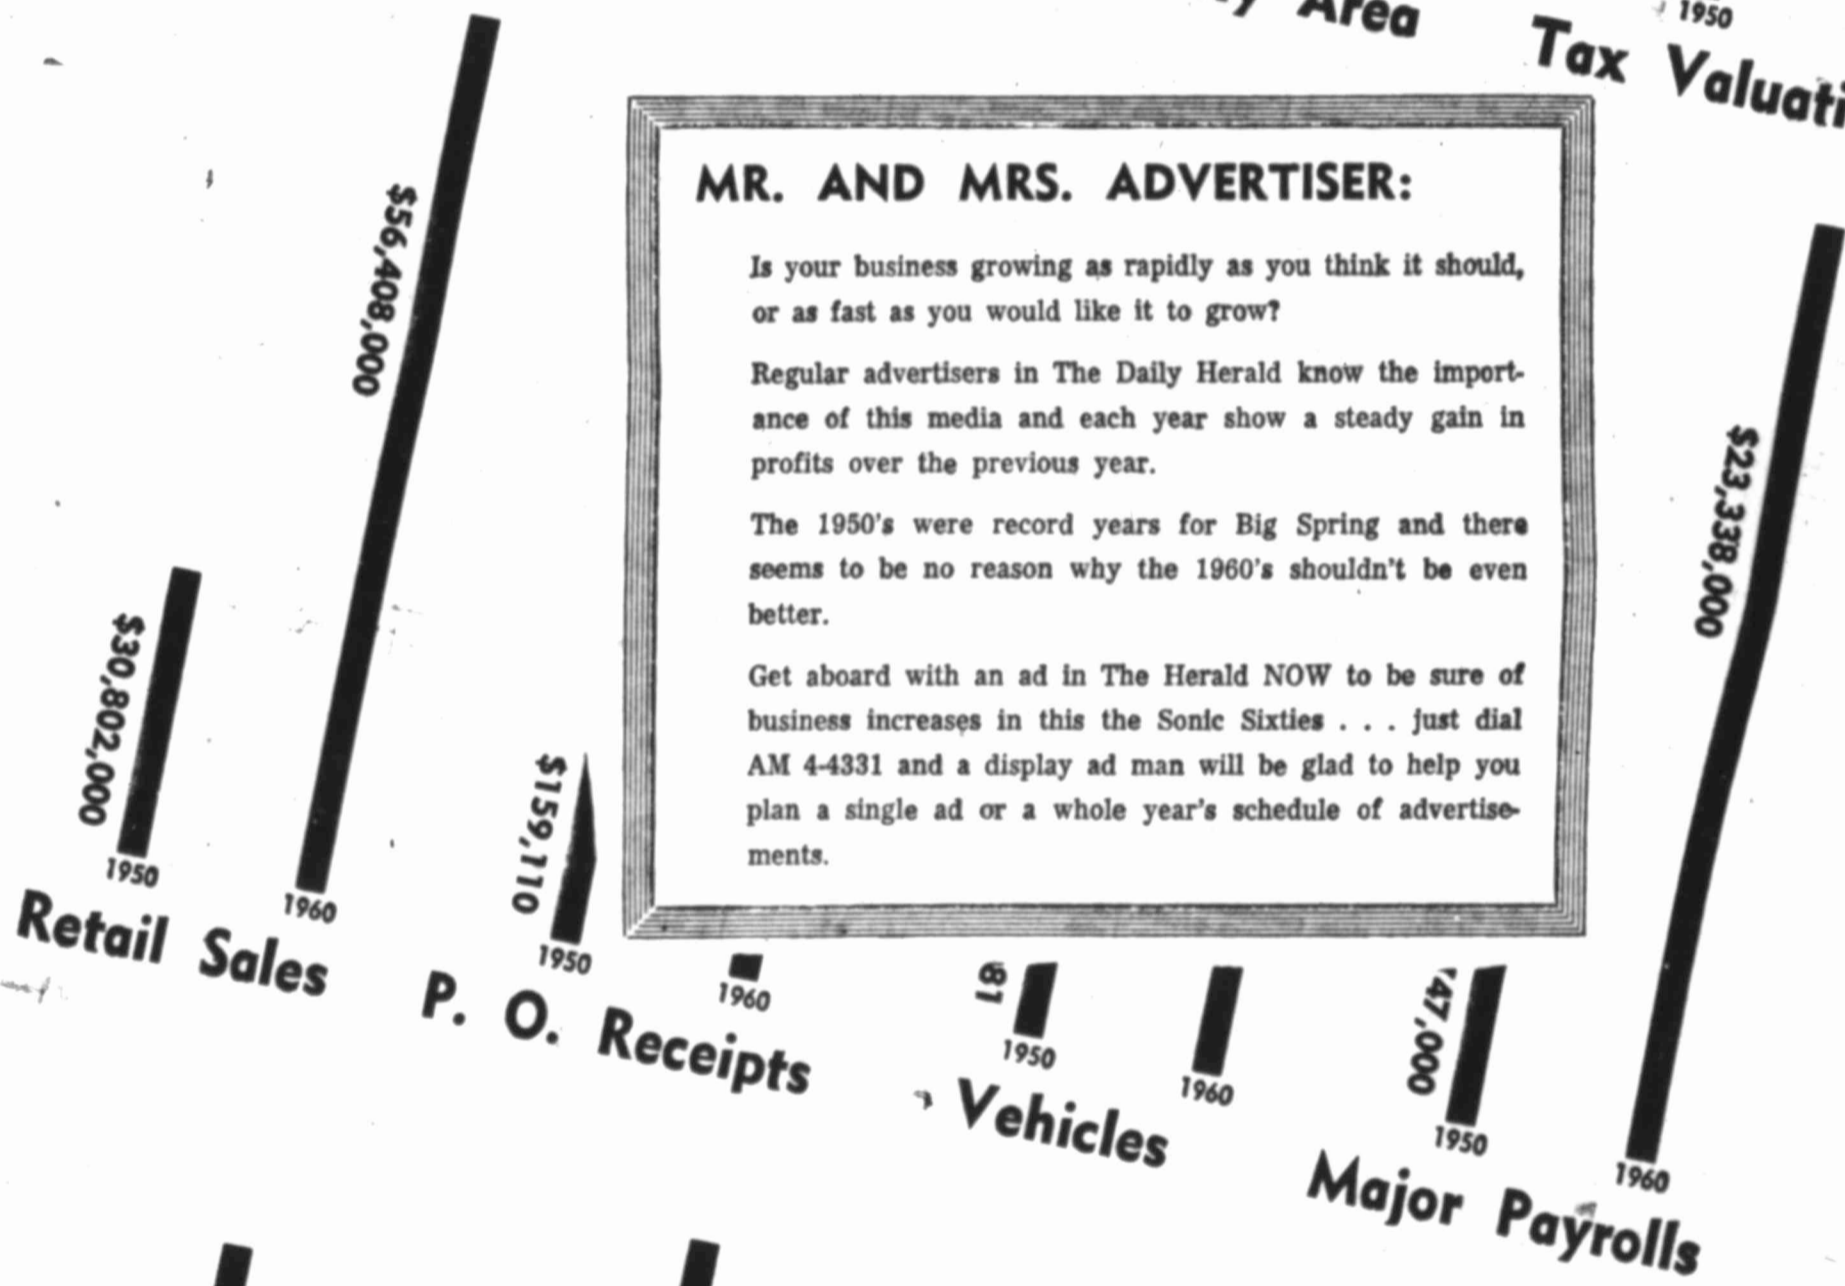 Area
1950
Tax
MR. AND MRS. ADVERTISER:
Is your business growing as rapidly as you think it should,
or as fast as you would like it to grow?
Regular advertisers in The Daily Herald know the import-
ance of this media and each year show a steady gain in
profits over the previous year.
The 1950's were record years for Big Spring and there
seems to be no reason why the 1960's shouldn't be even
better.
Get aboard with an ad in The Herald NOW to be sure of
business increases in this the Sonic Sixties . . . just dial
AM 4-4331 and a display ad man will be glad to help you
plan a single ad or a whole year's schedule of advertise-
ments.
$56,408,000
$23,338,000
$30,802,000
$159,110
81
47,000
1950
1960
Retail Sales
1950
1960
P. O. Receipts
1950
1960
Vehicles
1950
1960
Major Payrolls